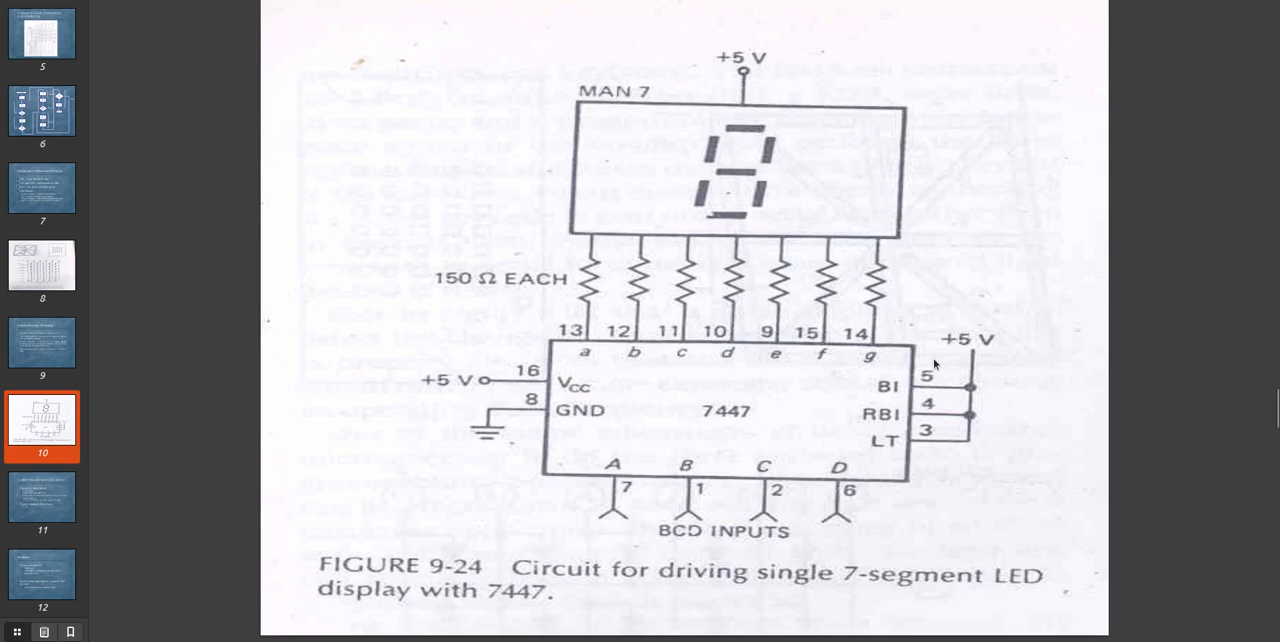 5
6
7
8
9
10
11
12
+5 V
MAN 7
150 Ω EACH
13 12 11 10 9 15 14
a b c d e f g
+5 V
+5 V
16
VCC
8
GND
7447
BI
5
RBI
4
LT
3
A B C D
7 1 2 6
BCD INPUTS
FIGURE 9-24 Circuit for driving single 7-segment LED
display with 7447.